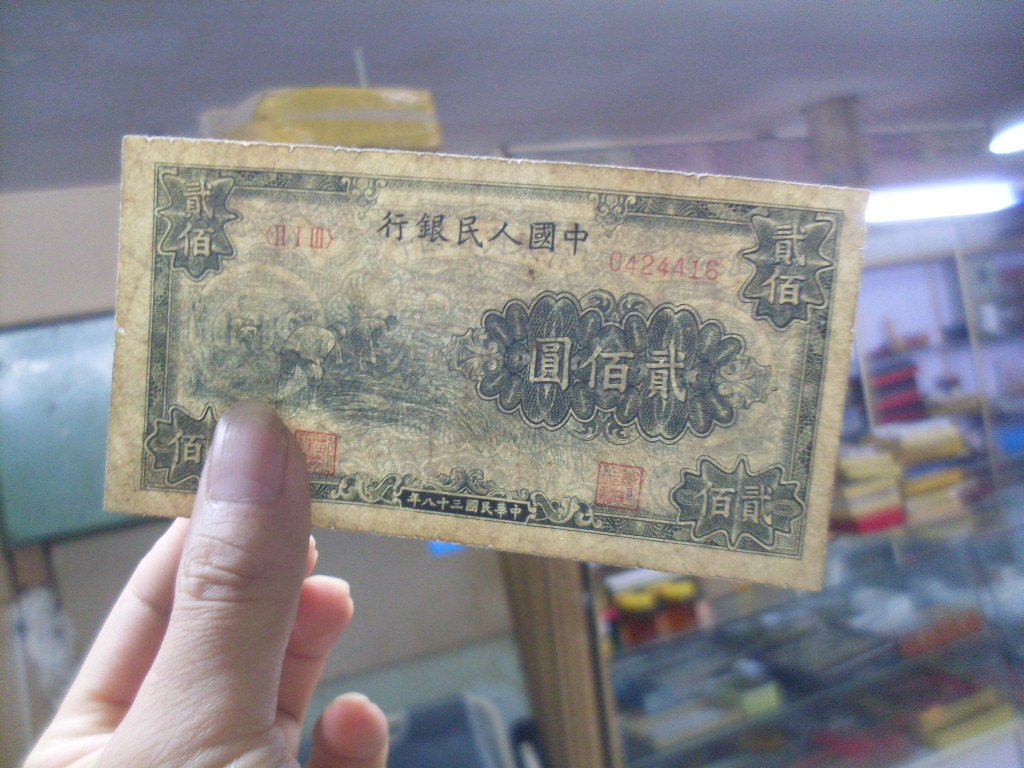 貳佰
〈II I III〉
中國人民銀行
0424416
貳佰
貳佰圓
佰
貳佰
中華民國三十八年